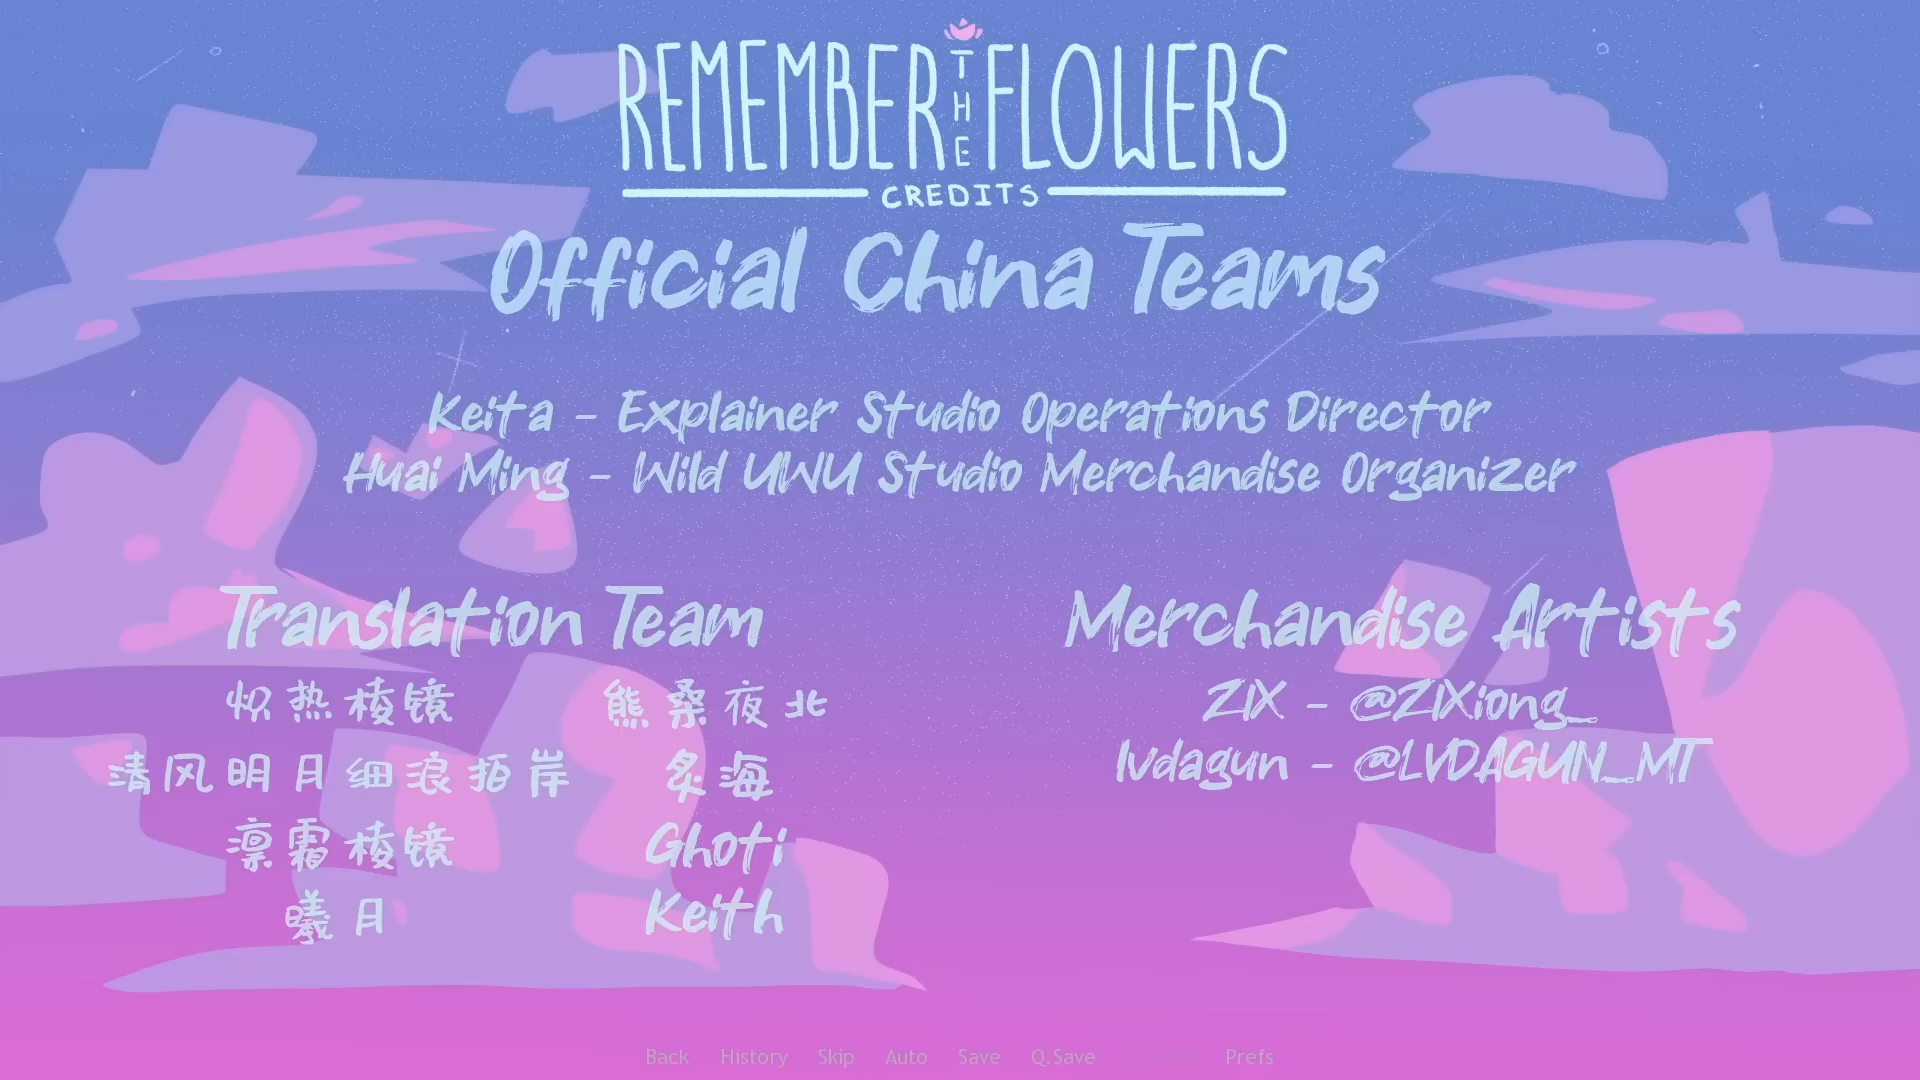 REMEMBER THE FLOWERS
CREDITS
Official China Teams
Keita - Explainer Studio Operations Director
Huai Ming - Wild UWU Studio Merchandise Organizer
Translation Team
炽热棱镜 熊桑夜北
清风明月细浪拍岸 炙海
凛霜棱镜 Ghoti
曦月 Keith
Merchandise Artists
ZIX - @ZIXiong_
lvdagun - @LVDAGUN_MT
Back History Skip Auto Save Q.Save Prefs